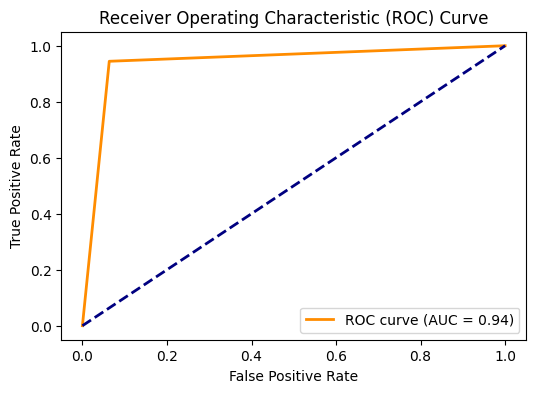 Receiver Operating Characteristic (ROC) Curve
1.0
0.8
0.6
0.4
0.2
0.0
True Positive Rate
ROC curve (AUC = 0.94)
0.0 0.2 0.4 0.6 0.8 1.0
False Positive Rate